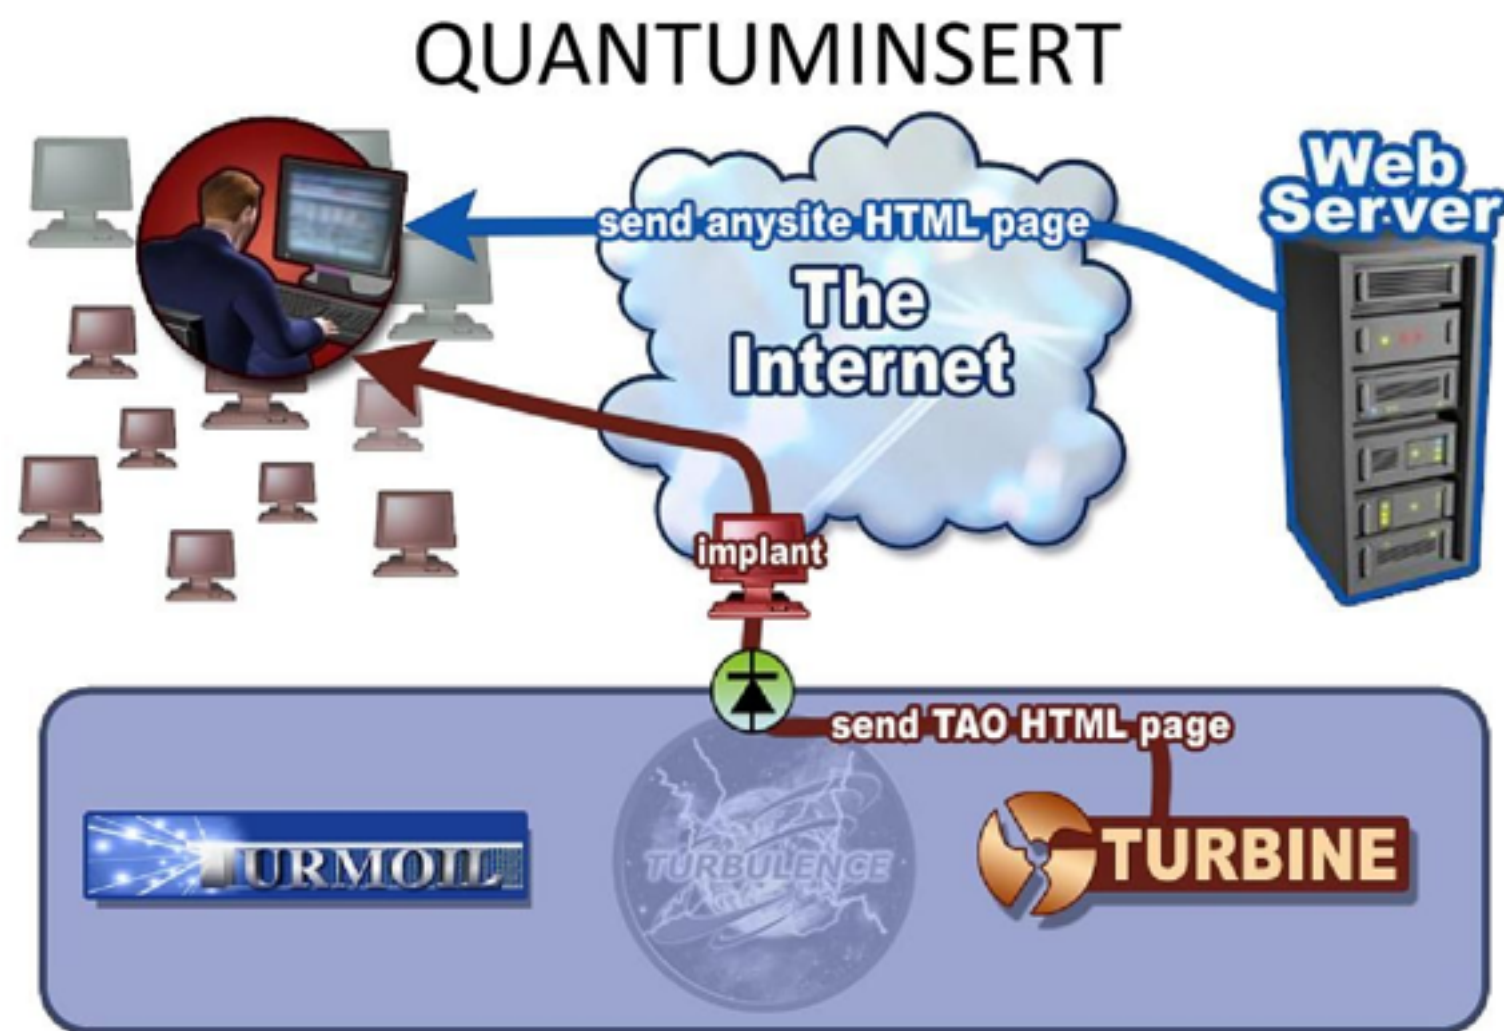 QUANTUMINSERT
Web
Server
send anysite HTML page
The
Internet
implant
send TAO HTML page
TURMOIL
TURBULENCE
TURBINE